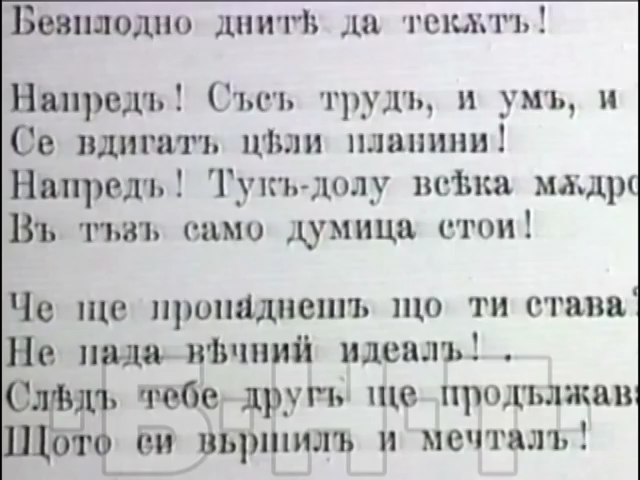 Безплодно днитѣ да текѫтъ!
Напредъ! Съсъ трудъ, и умъ, и
Се вдигатъ цѣли планини!
Напредъ! Тукъ-долу всѣка мѫдро
Въ тъзъ само думица стои!
Че ще пропаднешъ що ти става?
Не пада вѣчний идеалъ!
Слѣдъ тебе другъ ще продължава
Щото си вършилъ и мечталъ!
БНТ